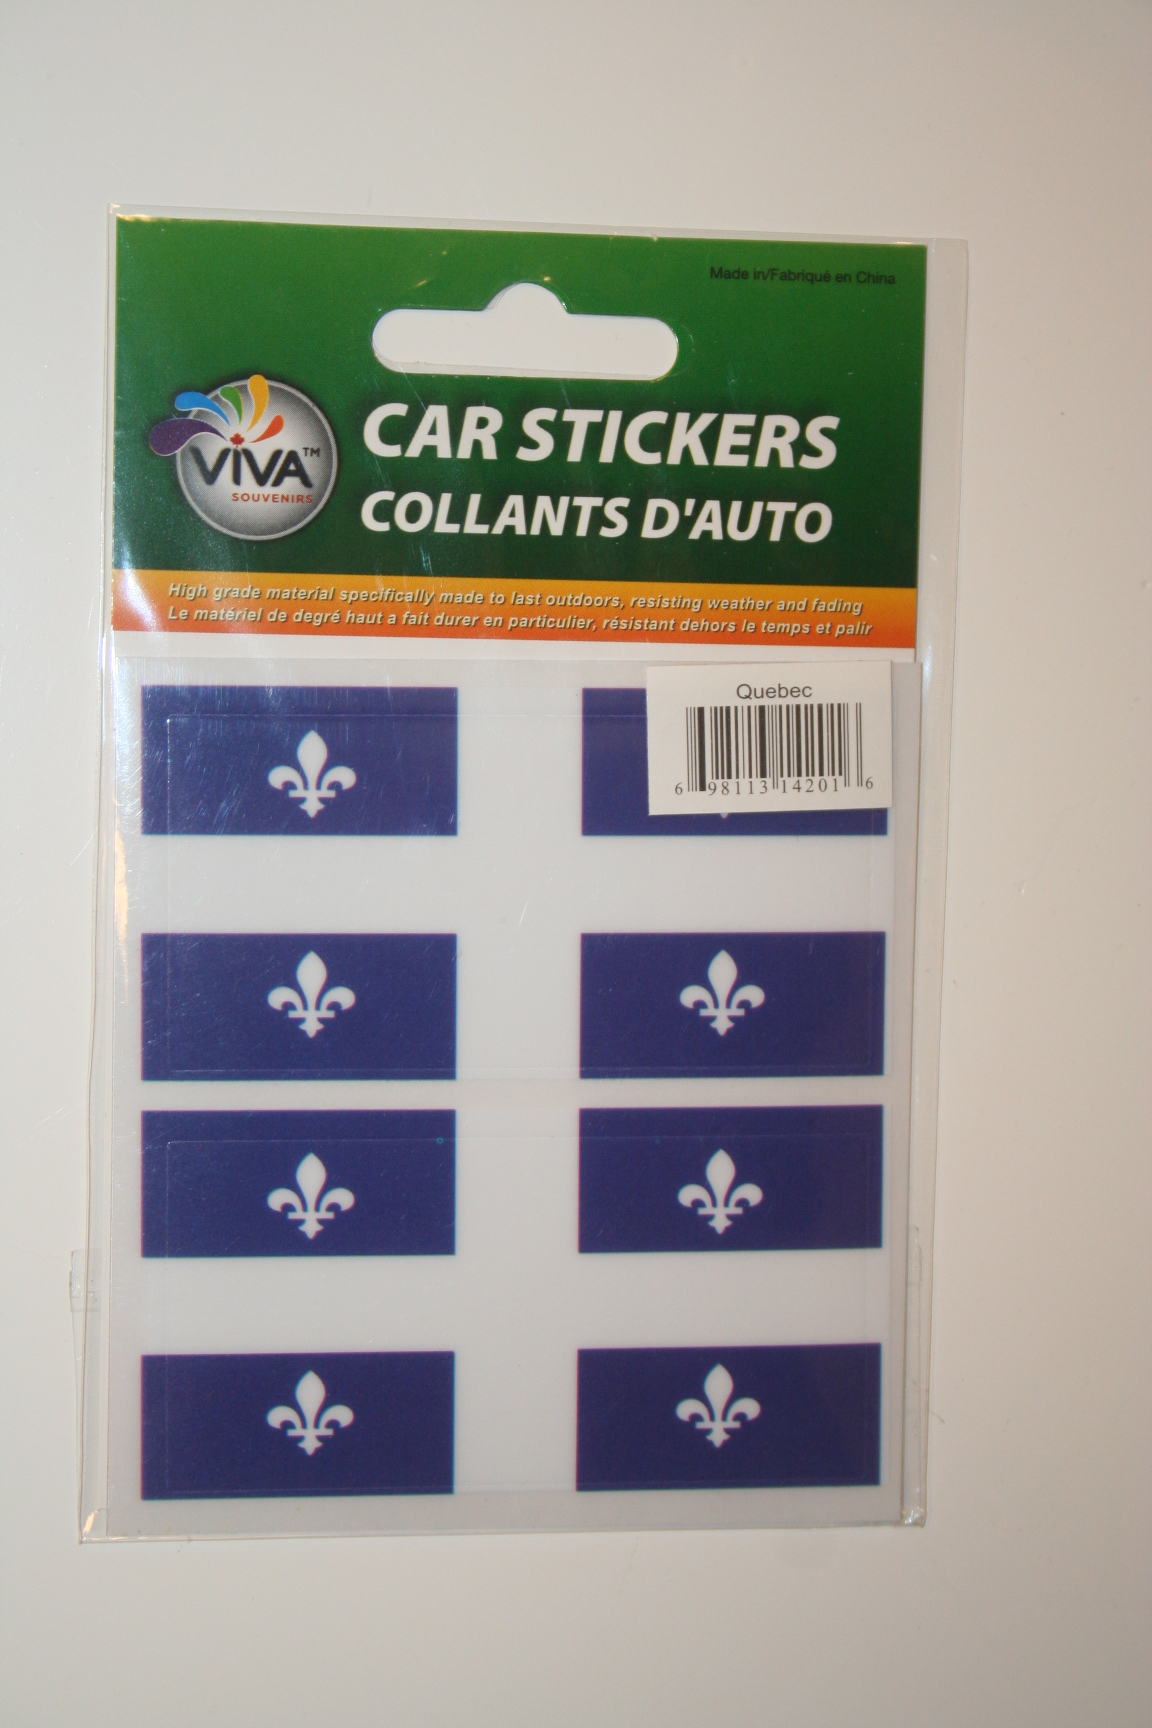 Made in/Fabriqué en China
VIVA™
SOUVENIRS
CAR STICKERS
COLLANTS D'AUTO
High grade material specifically made to last outdoors, resisting weather and fading
Le matériel de degré haut a fait durer en particulier, résistant dehors le temps et palir
Quebec
6 98113 14201 6